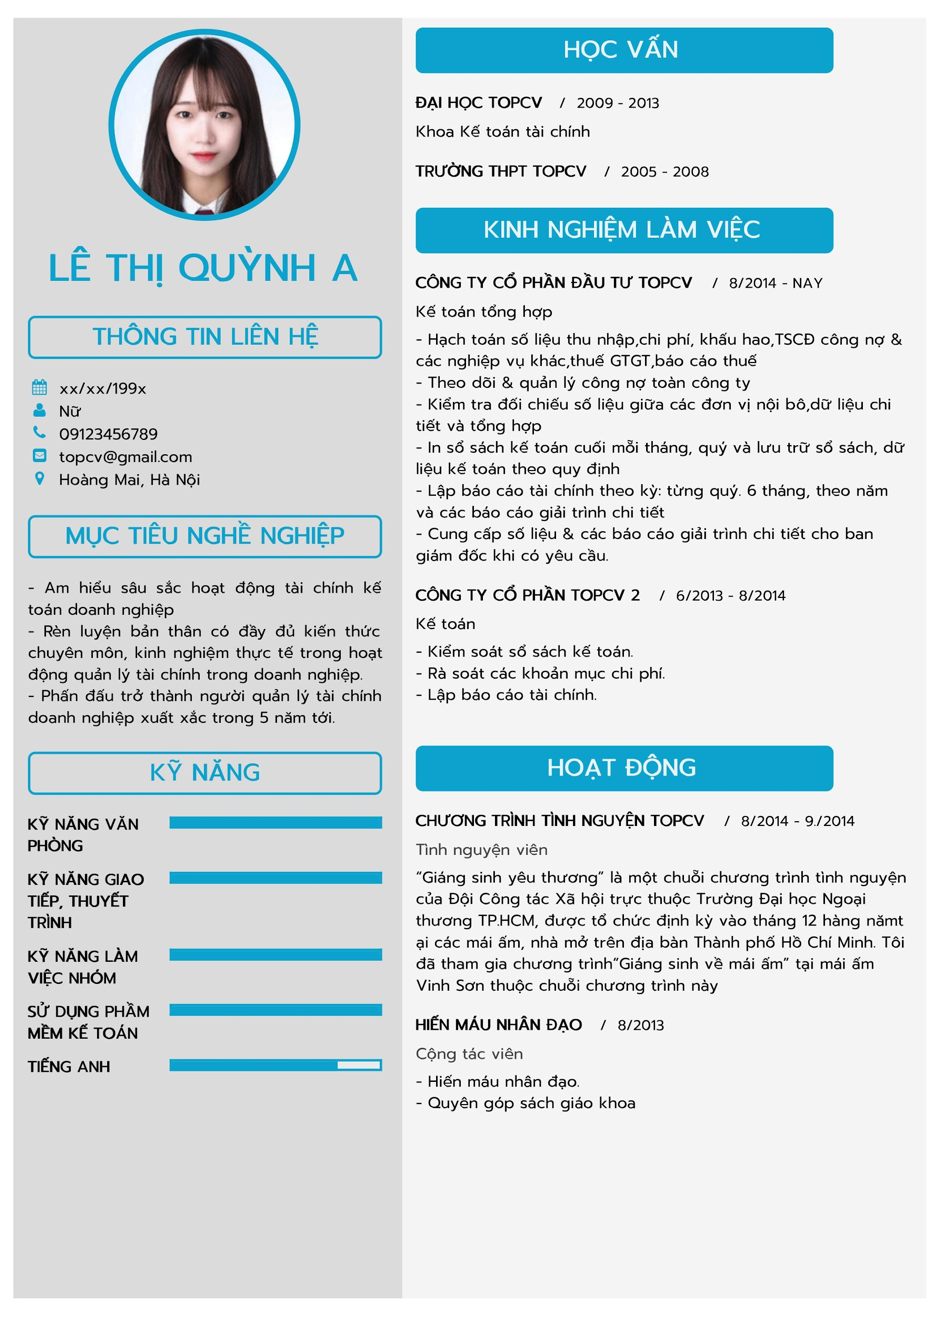 LÊ THỊ QUỲNH A
THÔNG TIN LIÊN HỆ
xx/xx/199x
Nữ
09123456789
topcv@gmail.com
Hoàng Mai, Hà Nội
MỤC TIÊU NGHỀ NGHIỆP
- Am hiểu sâu sắc hoạt động tài chính kế
toán doanh nghiệp
- Rèn luyện bản thân có đầy đủ kiến thức
chuyên môn, kinh nghiệm thực tế trong hoạt
động quản lý tài chính trong doanh nghiệp.
- Phấn đấu trở thành người quản lý tài chính
doanh nghiệp xuất xắc trong 5 năm tới.
KỸ NĂNG
KỸ NĂNG VĂN
PHÒNG
KỸ NĂNG GIAO
TIẾP, THUYẾT
TRÌNH
KỸ NĂNG LÀM
VIỆC NHÓM
SỬ DỤNG PHẦM
MỀM KẾ TOÁN
TIẾNG ANH
HỌC VẤN
ĐẠI HỌC TOPCV / 2009 - 2013
Khoa Kế toán tài chính
TRƯỜNG THPT TOPCV / 2005 - 2008
KINH NGHIỆM LÀM VIỆC
CÔNG TY CỔ PHẦN ĐẦU TƯ TOPCV / 8/2014 - NAY
Kế toán tổng hợp
- Hạch toán số liệu thu nhập,chi phí, khấu hao,TSCĐ công nợ &
các nghiệp vụ khác,thuế GTGT,báo cáo thuế
- Theo dõi & quản lý công nợ toàn công ty
- Kiểm tra đối chiếu số liệu giữa các đơn vị nội bộ,dữ liệu chi
tiết và tổng hợp
- In sổ sách kế toán cuối mỗi tháng, quý và lưu trữ sổ sách, dữ
liệu kế toán theo quy định
- Lập báo cáo tài chính theo kỳ: từng quý. 6 tháng, theo năm
và các báo cáo giải trình chi tiết
- Cung cấp số liệu & các báo cáo giải trình chi tiết cho ban
giám đốc khi có yêu cầu.
CÔNG TY CỔ PHẦN TOPCV 2 / 6/2013 - 8/2014
Kế toán
- Kiểm soát sổ sách kế toán.
- Rà soát các khoản mục chi phí.
- Lập báo cáo tài chính.
HOẠT ĐỘNG
CHƯƠNG TRÌNH TÌNH NGUYỆN TOPCV / 8/2014 - 9./2014
Tình nguyện viên
“Giáng sinh yêu thương” là một chuỗi chương trình tình nguyện
của Đội Công tác Xã hội trực thuộc Trường Đại học Ngoại
thương TP.HCM, được tổ chức định kỳ vào tháng 12 hàng nămt
ại các mái ấm, nhà mở trên địa bàn Thành phố Hồ Chí Minh. Tôi
đã tham gia chương trình“Giáng sinh về mái ấm” tại mái ấm
Vinh Sơn thuộc chuỗi chương trình này
HIẾN MÁU NHÂN ĐẠO / 8/2013
Cộng tác viên
- Hiến máu nhân đạo.
- Quyên góp sách giáo khoa